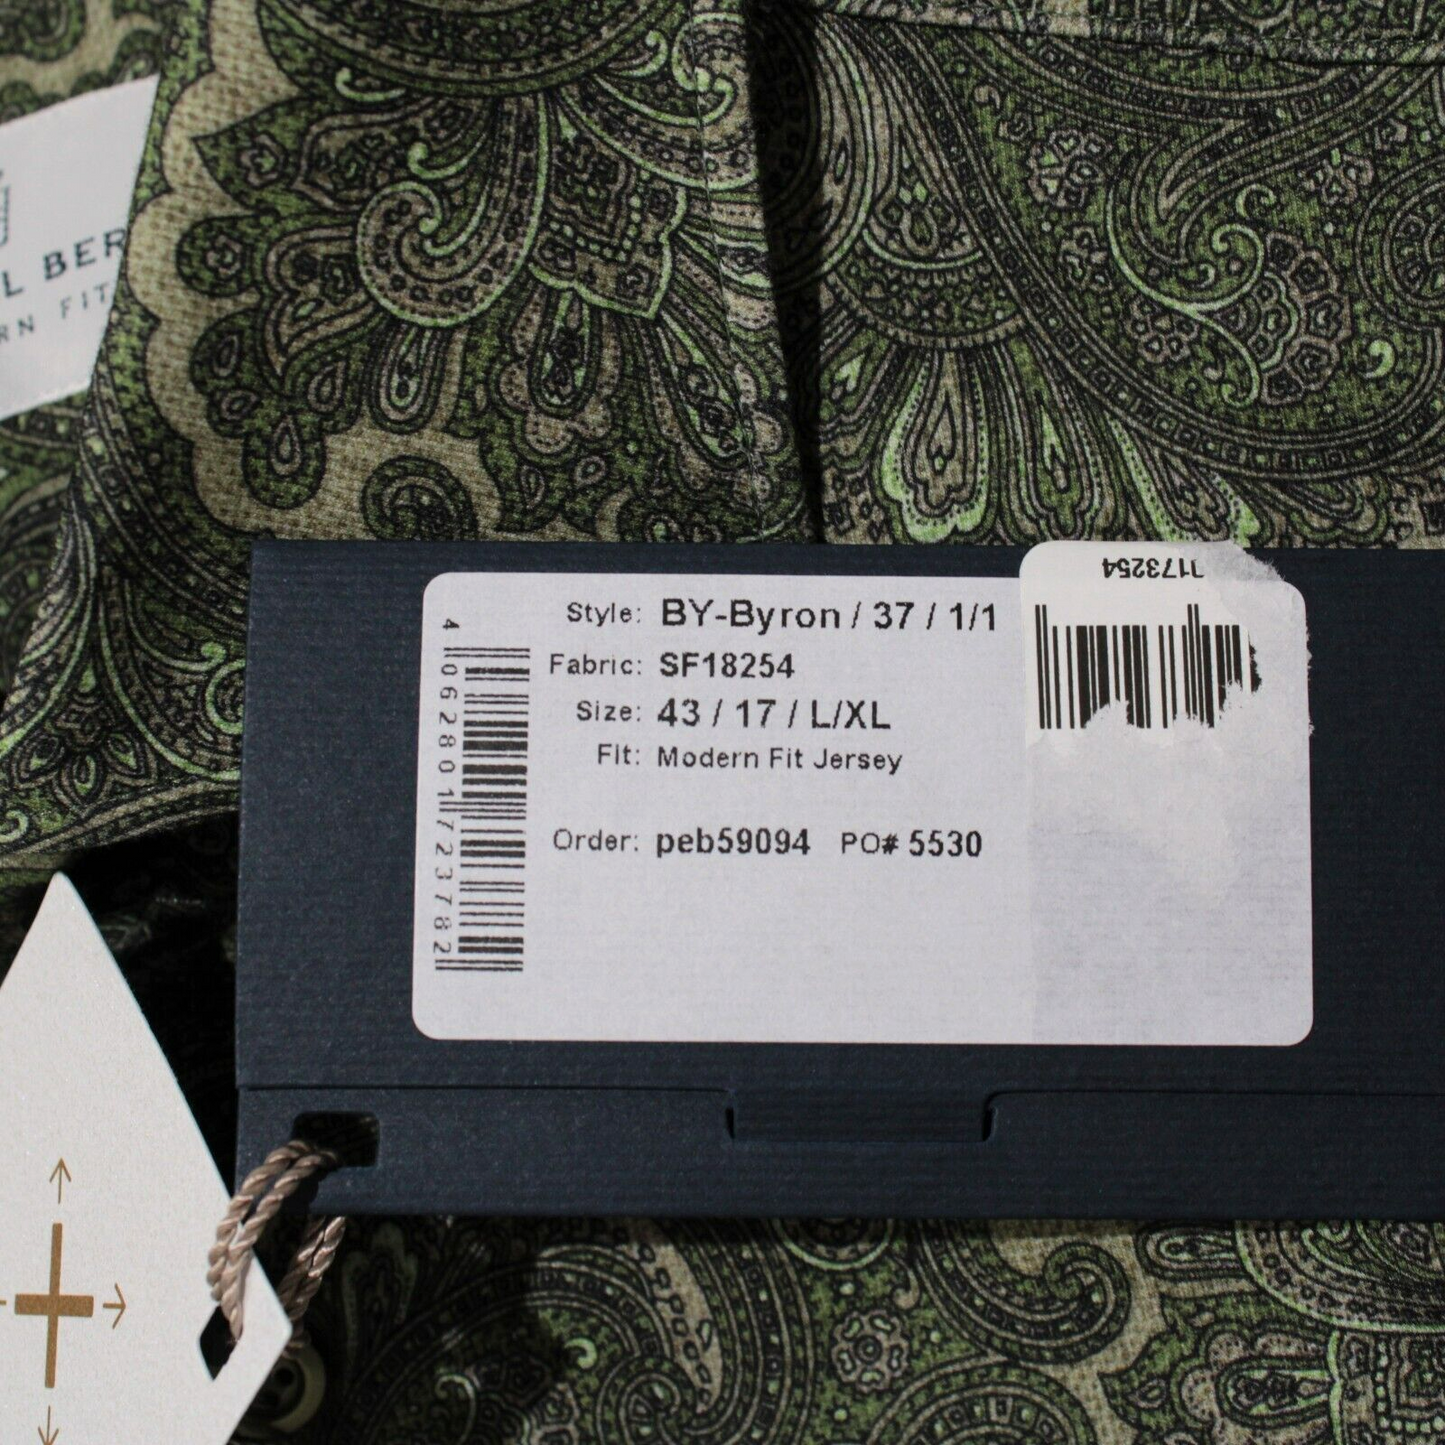 L BER
RN FIT
Style: BY-Byron / 37 / 1/1
Fabric: SF18254
Size: 43 / 17 / L/XL
Fit: Modern Fit Jersey
Order: peb59094 PO# 5530
4062801723782
1173254